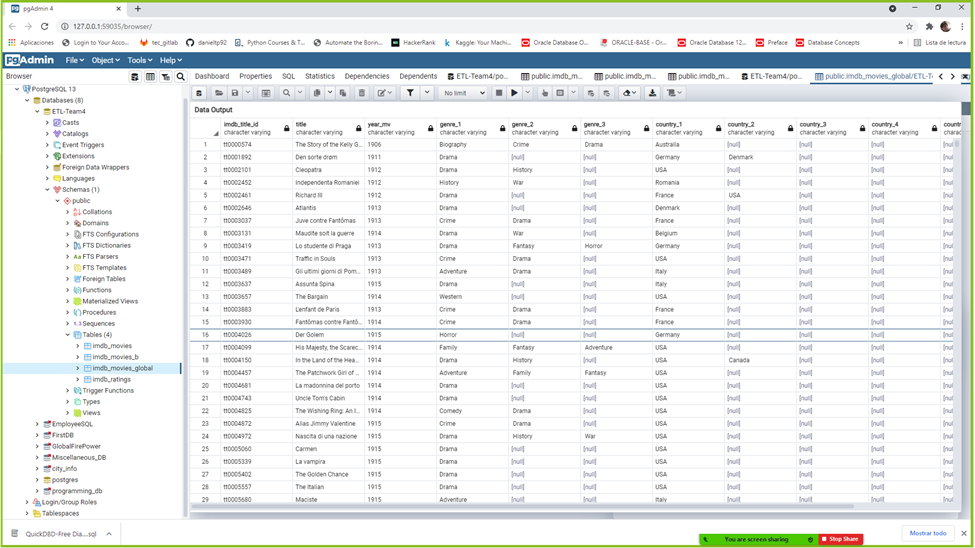 pgAdmin 4
127.0.0.1:59035/browser/
Aplicaciones Login to Your Acco... tec_gitlab danieltp92 Python Courses & T... Automate the Borin... HackerRank Kaggle: Your Machin... Oracle Database O... ORACLE-BASE - Or... Oracle Database 12... Preface Database Concepts » Lista de lectura
pgAdmin File Object Tools Help
Browser Dashboard Properties SQL Statistics Dependencies Dependents ETL-Team4/po... public.imdb_m... public.imdb_m... public.imdb_m... ETL-Team4/po... public.imdb_movies_global/ETL-T
No limit
PostgreSQL 13
Databases (8)
ETL-Team4
Casts
Catalogs
Event Triggers
Extensions
Foreign Data Wrappers
Languages
Schemas (1)
public
Collations
Domains
FTS Configurations
FTS Dictionaries
FTS Parsers
FTS Templates
Foreign Tables
Functions
Materialized Views
Procedures
1..3 Sequences
Tables (4)
imdb_movies
imdb_movies_b
imdb_movies_global
imdb_ratings
Trigger Functions
Types
Views
EmployeeSQL
FirstDB
GlobalFirePower
Miscellaneous_DB
city_info
postgres
programming_db
Login/Group Roles
Tablespaces
Data Output
imdb_title_id title year_mv genre_1 genre_2 genre_3 country_1 country_2 country_3 country_4 countr
character varying character varying character varying character varying character varying character varying character varying character varying character varying character varying charac
1 tt0000574 The Story of the Kelly G... 1906 Biography Crime Drama Australia [null] [null] [null] [null
2 tt0001892 Den sorte drøm 1911 Drama [null] [null] Germany Denmark [null] [null] [null
3 tt0002101 Cleopatra 1912 Drama History [null] USA [null] [null] [null] [null
4 tt0002452 Independenta Romaniei 1912 History War [null] Romania [null] [null] [null] [null
5 tt0002461 Richard III 1912 Drama [null] [null] France USA [null] [null] [null
6 tt0002646 Atlantis 1913 Drama [null] [null] Denmark [null] [null] [null] [null
7 tt0003037 Juve contre Fantômas 1913 Crime Drama [null] France [null] [null] [null] [null
8 tt0003131 Maudite soit la guerre 1914 Drama War [null] Belgium [null] [null] [null] [null
9 tt0003419 Lo studente di Praga 1913 Drama Fantasy Horror Germany [null] [null] [null] [null
10 tt0003471 Traffic in Souls 1913 Crime Drama [null] USA [null] [null] [null] [null
11 tt0003489 Gli ultimi giorni di Pom... 1913 Adventure Drama [null] Italy [null] [null] [null] [null
12 tt0003637 Assunta Spina 1915 Drama [null] [null] Italy [null] [null] [null] [null
13 tt0003657 The Bargain 1914 Western [null] [null] USA [null] [null] [null] [null
14 tt0003883 L'enfant de Paris 1913 Crime Drama [null] France [null] [null] [null] [null
15 tt0003930 Fantômas contre Fantô... 1914 Crime Drama [null] France [null] [null] [null] [null
16 tt0004026 Der Golem 1915 Horror [null] [null] Germany [null] [null] [null] [null
17 tt0004099 His Majesty, the Scarec... 1914 Family Fantasy Adventure USA [null] [null] [null] [null
18 tt0004150 In the Land of the Hea... 1914 Drama History [null] USA Canada [null] [null] [null
19 tt0004457 The Patchwork Girl of ... 1914 Adventure Family Fantasy USA [null] [null] [null] [null
20 tt0004681 La madonnina del porto 1914 Drama [null] [null] USA [null] [null] [null] [null
21 tt0004743 Uncle Tom's Cabin 1914 Drama [null] [null] USA [null] [null] [null] [null
22 tt0004825 The Wishing Ring: An I... 1914 Comedy Drama [null] USA [null] [null] [null] [null
23 tt0004872 Alias Jimmy Valentine 1915 Crime Drama [null] USA [null] [null] [null] [null
24 tt0004972 Nascita di una nazione 1915 Drama History War USA [null] [null] [null] [null
25 tt0005060 Carmen 1915 Drama [null] [null] USA [null] [null] [null] [null
26 tt0005339 La vampira 1915 Drama [null] [null] USA [null] [null] [null] [null
27 tt0005402 The Golden Chance 1915 Drama [null] [null] USA [null] [null] [null] [null
28 tt0005557 The Italian 1915 Drama [null] [null] USA [null] [null] [null] [null
29 tt0005680 Maciste 1915 Adventure [null] [null] Italy [null] [null] [null] [null
QuickDBD-Free Dia....sql
You are screen sharing Stop Share
Mostrar todo